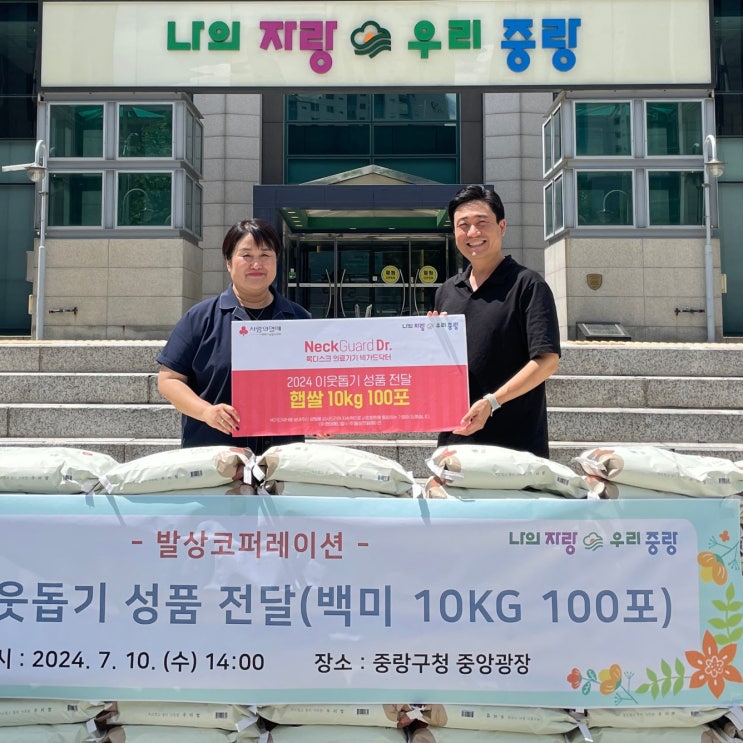 나의 자랑 우리 중랑
사랑의열매
나의 자랑 우리 중랑
NeckGuard Dr.
목디스크 의료기기 넥가드닥터
2024 이웃돕기 성품 전달
햅쌀 10kg 100포
- 발상코퍼레이션 -
나의 자랑 우리 중랑
웃돕기 성품 전달(백미 10KG 100포)
시 : 2024. 7. 10. (수) 14:00 장소 : 중랑구청 중앙광장